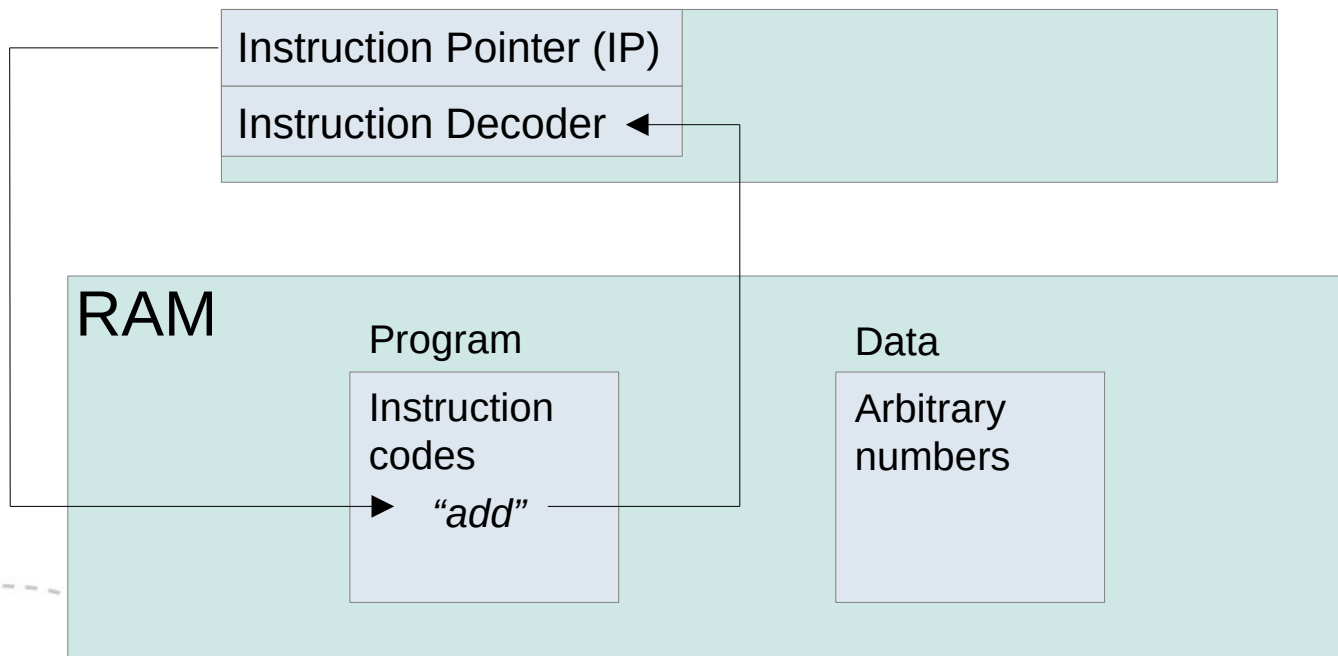 Instruction Pointer (IP)
Instruction Decoder
RAM
Program
Data
Instruction
codes
“add”
Arbitrary
numbers